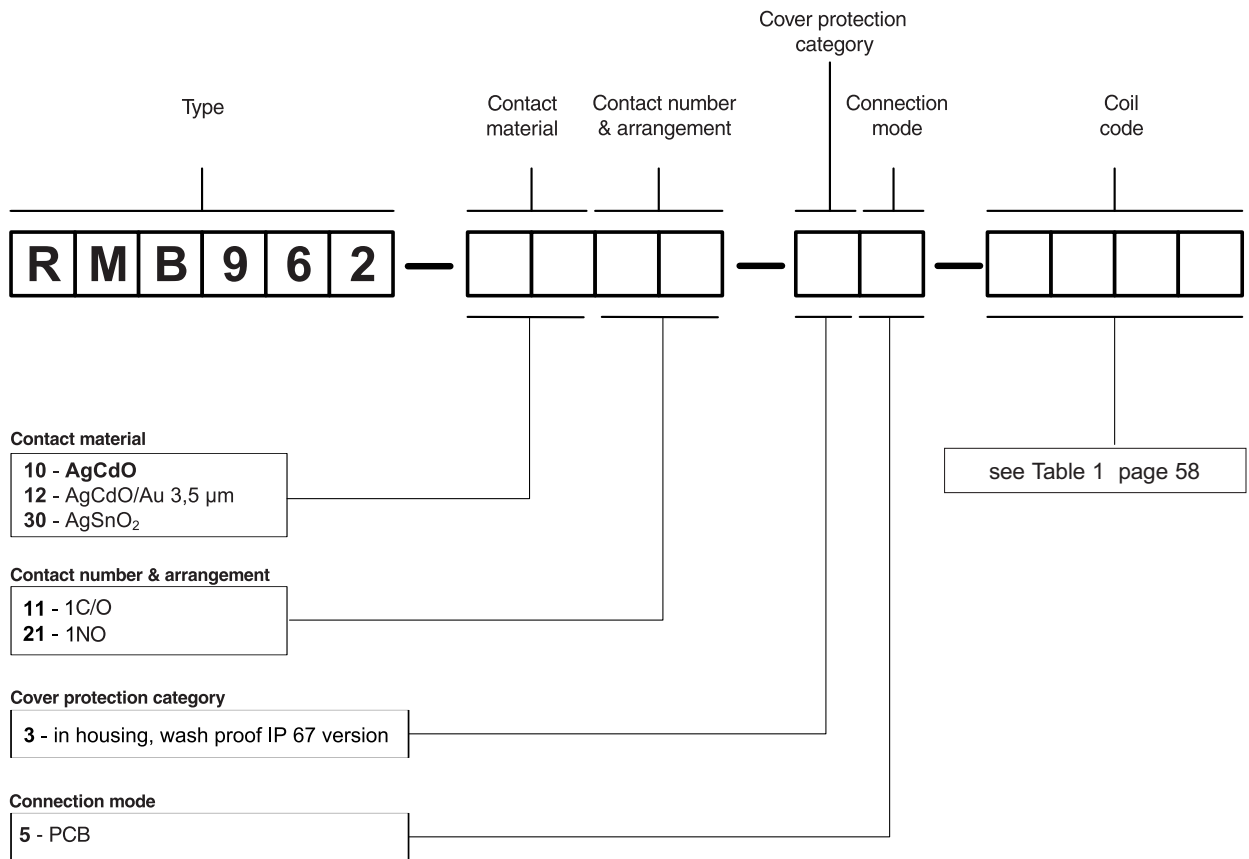 Cover protection
category
Type
Contact
material
Contact number
& arrangement
Connection
mode
Coil
code
R M B 9 6 2
Contact material
10 - AgCdO
12 - AgCdO/Au 3,5 μm
30 - AgSnO₂
see Table 1 page 58
Contact number & arrangement
11 - 1C/O
21 - 1NO
Cover protection category
3 - in housing, wash proof IP 67 version
Connection mode
5 - PCB